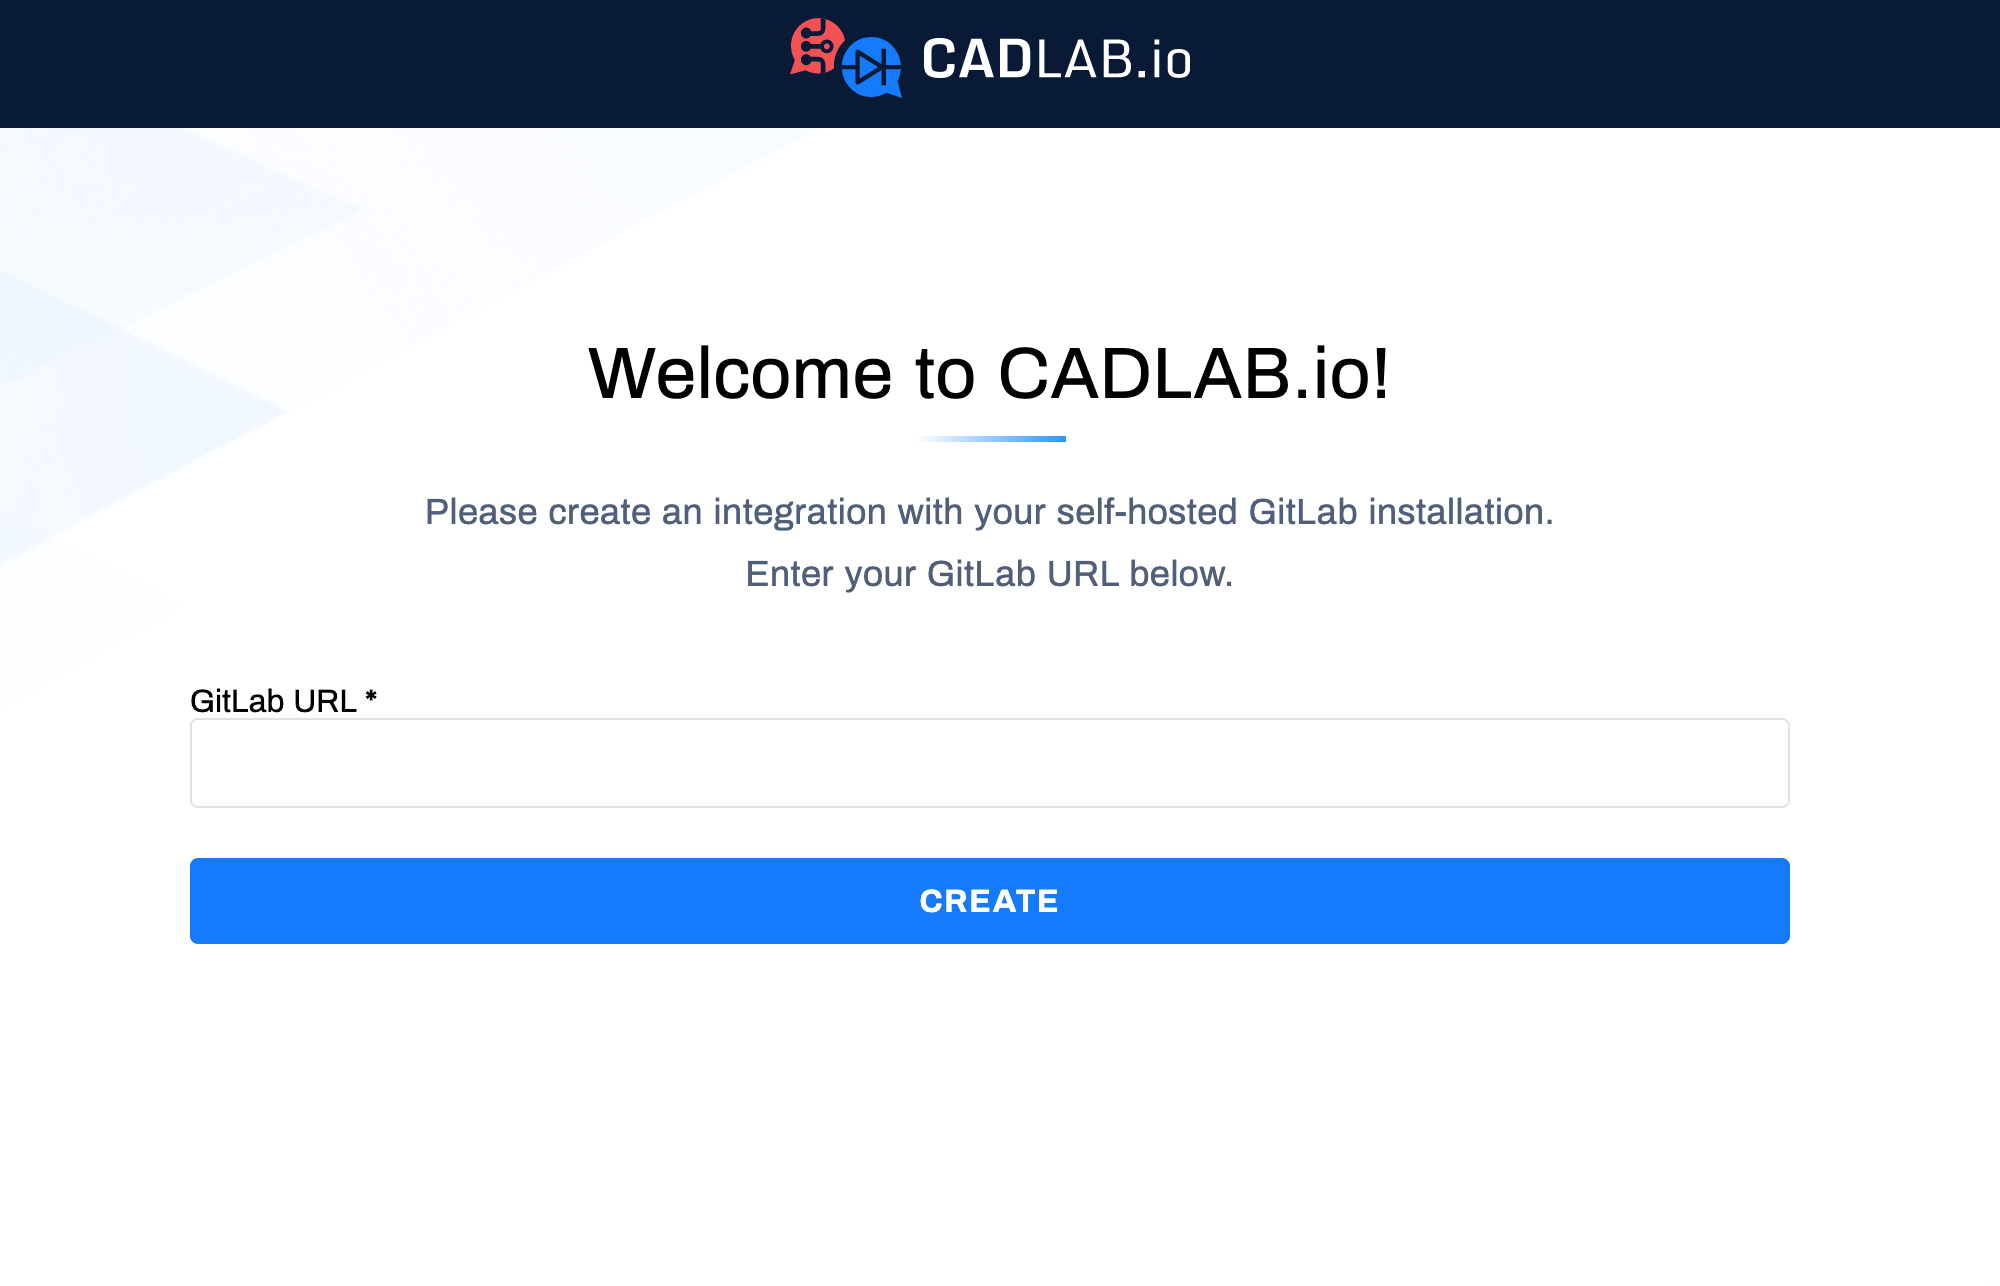 CADLAB.io
Welcome to CADLAB.io!
Please create an integration with your self-hosted GitLab installation.
Enter your GitLab URL below.
GitLab URL *
CREATE